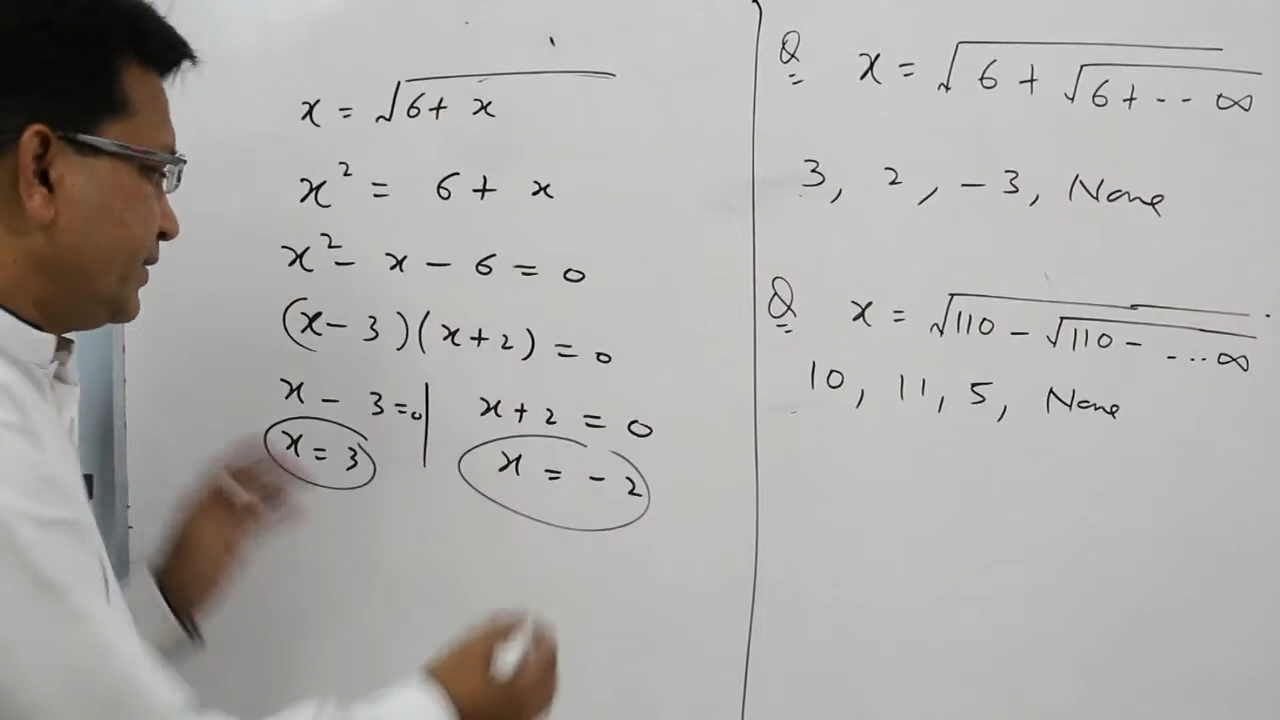 x = √6+ x
x² = 6 + x
x² - x - 6 = 0
(x - 3)(x + 2) = 0
x - 3 = 0 | x + 2 = 0
x = 3 x = - 2
Q x = √6 + √6 + -- ∞
3, 2, -3, None
Q x = √110 - √110 - ... ∞
10, 11, 5, None